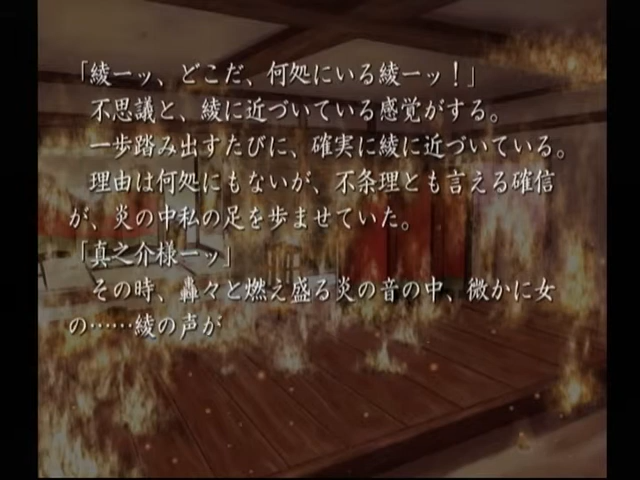 「綾ーッ、どこだ、何処にいる綾ーッ！」
不思議と、綾に近づいている感覚がする。
一歩踏み出すたびに、確実に綾に近づいている。
理由は何処にもないが、不条理とも言える確信
が、炎の中私の足を歩ませていた。
「真之介様ーッ」
その時、轟々と燃え盛る炎の音の中、微かに女
の……綾の声が